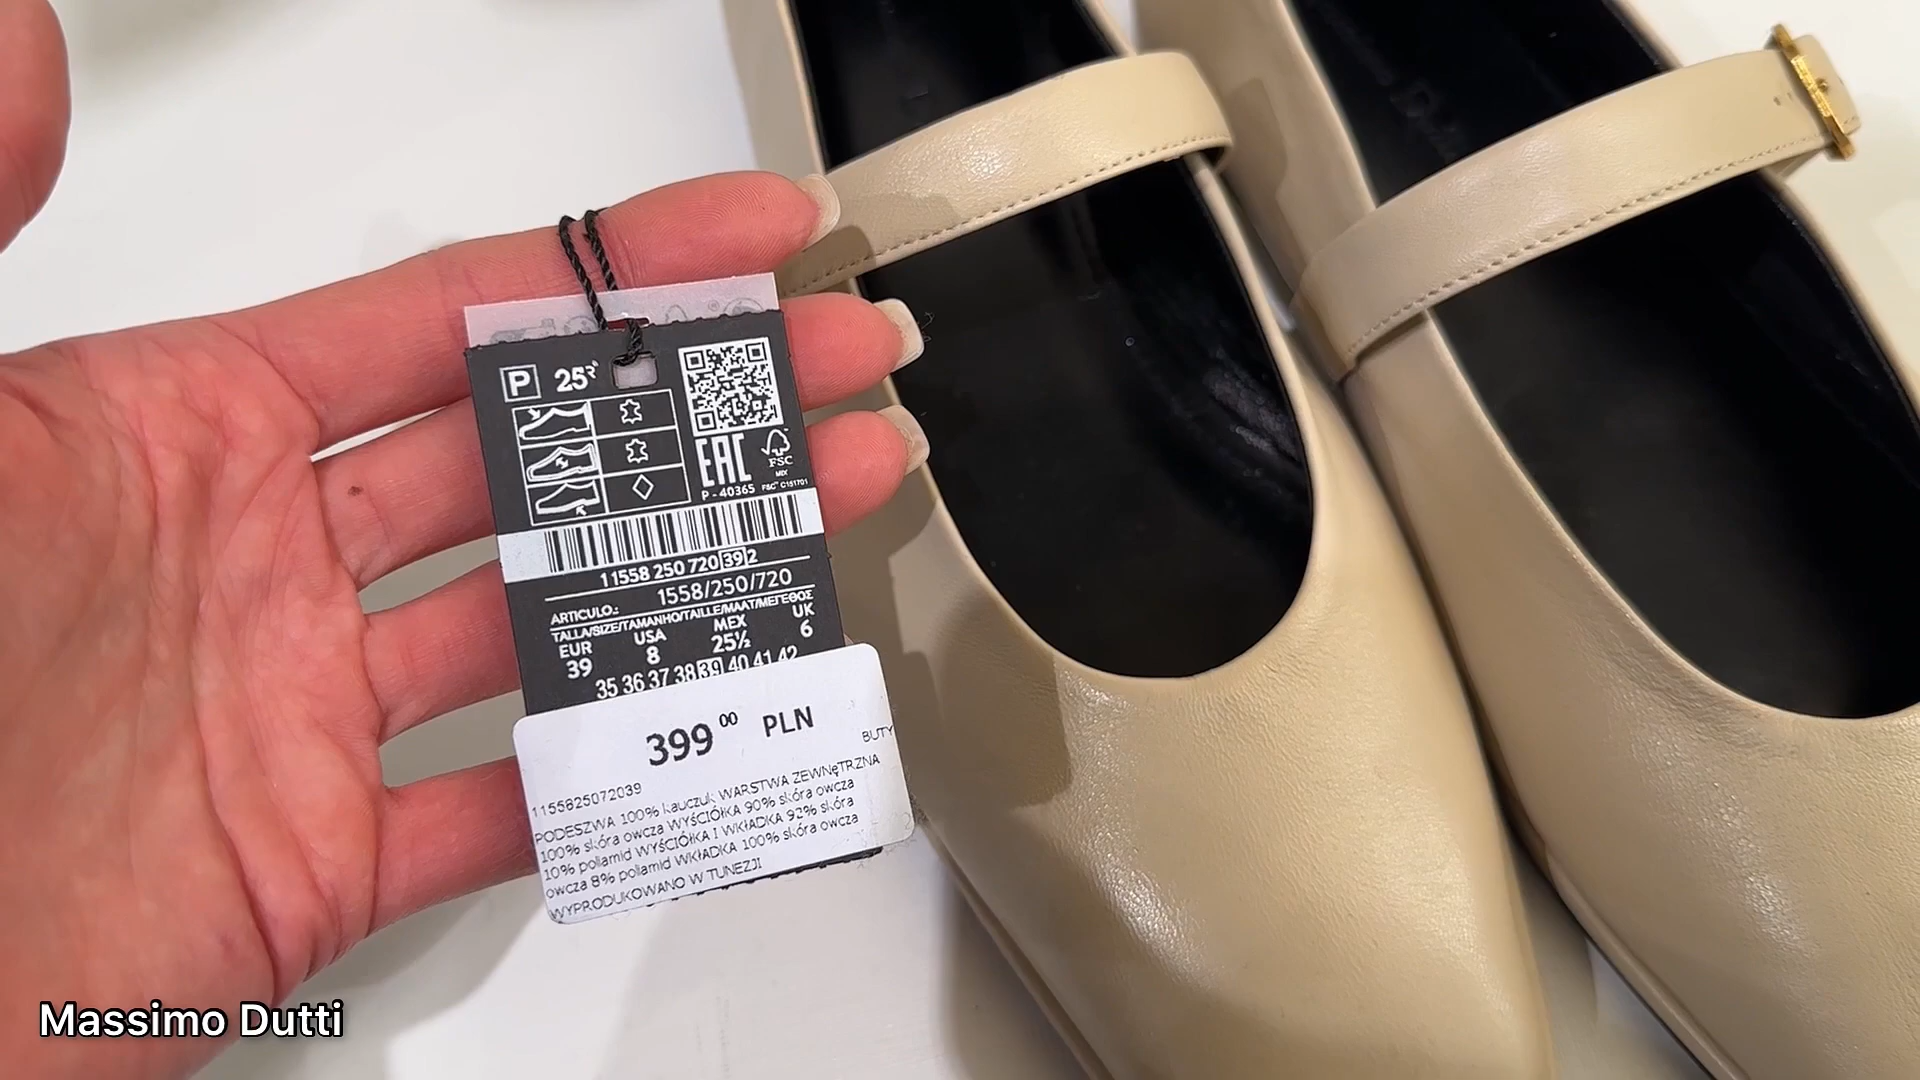 P 25
EAC
FSC
MIX
P - 40365 FSC™ C151701
11558 250 720 39 2
ARTICULO.: 1558/250/720
TALLA/SIZE/TAMANHO/TAILLE/MAAT/ΜΕΓΕΘΟΣ
EUR USA MEX UK
39 8 25½ 6
35 36 37 38 39 40 41 42
399 00 PLN
BUTY
1155825072039
PODESZWA 100% kauczuk WARSTWA ZEWNęTRZNA
100% skóra owcza WYśCIÓłKA 90% skóra owcza
10% poliamid WYśCIÓłKA I WKłADKA 92% skóra
owcza 8% poliamid WKłADKA 100% skóra owcza
WYPRODUKOWANO W TUNEZJI
Massimo Dutti